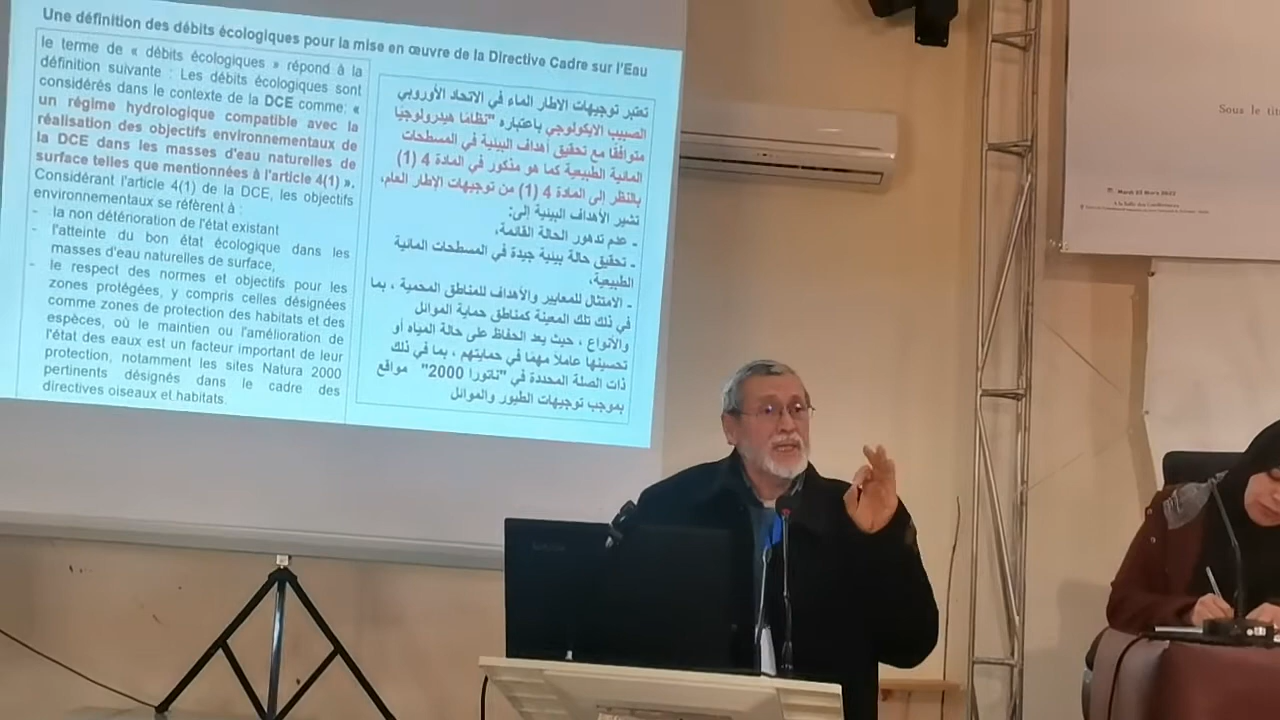 Une définition des débits écologiques pour la mise en œuvre de la Directive Cadre sur l'Eau
le terme de « débits écologiques » répond à la
définition suivante : Les débits écologiques sont
considérés dans le contexte de la DCE comme: «
un régime hydrologique compatible avec la
réalisation des objectifs environnementaux de
la DCE dans les masses d'eau naturelles de
surface telles que mentionnées à l'article 4(1) ».
Considérant l'article 4(1) de la DCE, les objectifs
environnementaux se réfèrent à :
- la non détérioration de l'état existant
- l'atteinte du bon état écologique dans les
masses d'eau naturelles de surface,
- le respect des normes et objectifs pour les
zones protégées, y compris celles désignées
comme zones de protection des habitats et des
espèces, où le maintien ou l'amélioration de
l'état des eaux est un facteur important de leur
protection, notamment les sites Natura 2000
pertinents désignés dans le cadre des
directives oiseaux et habitats.
تعتبر توجيهات الإطار الماء في الاتحاد الأوروبي
الصبيب الايكولوجي باعتباره "نظامًا هيدرولوجيًا
متوافقًا مع تحقيق أهداف البيئية في المسطحات
المائية الطبيعية كما هو مذكور في المادة 4 (1)
بالنظر إلى المادة 4 (1) من توجيهات الإطار العام،
تشير الأهداف البيئية إلى:
- عدم تدهور الحالة القائمة،
- تحقيق حالة بيئية جيدة في المسطحات المائية
الطبيعية،
- الامتثال للمعايير والأهداف للمناطق المحمية ، بما
في ذلك تلك المعينة كمناطق حماية الموائل
والأنواع ، حيث يعد الحفاظ على حالة المياه أو
تحسينها عاملاً مهمًا في حمايتهم ، بما في ذلك
ذات الصلة المحددة في "ناتورا 2000" مواقع
بموجب توجيهات الطيور والموائل
Sous le
Mardi 22 Mars 2022